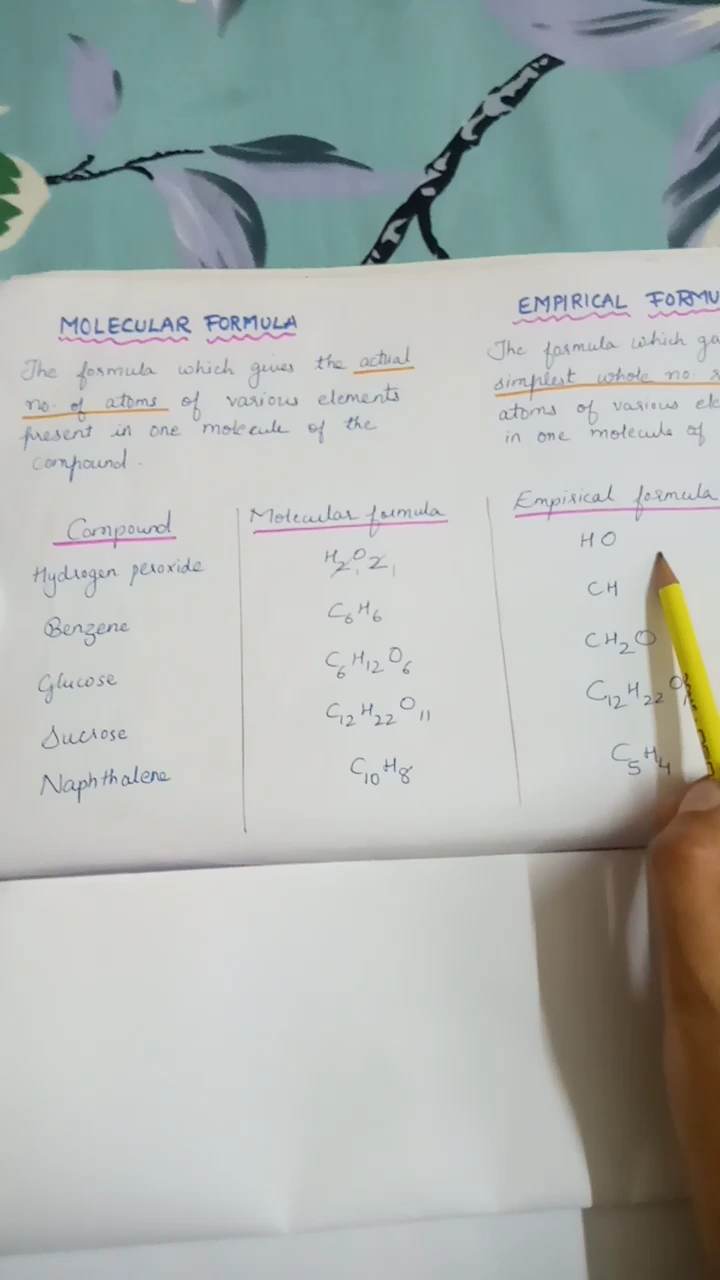 MOLECULAR FORMULA
The formula which gives the actual
no. of atoms of various elements
present in one molecule of the
compound.
EMPIRICAL FORMU
The formula which
simplest whole no.
atoms of various
in one molecule of
Compound Molecular formula Empirical formula
Hydrogen peroxide H2O2 HO
Benzene C6H6 CH
Glucose C6H12O6 CH2O
Sucrose C12H22O11 C12H22O
Naphthalene C10H8 C5H4